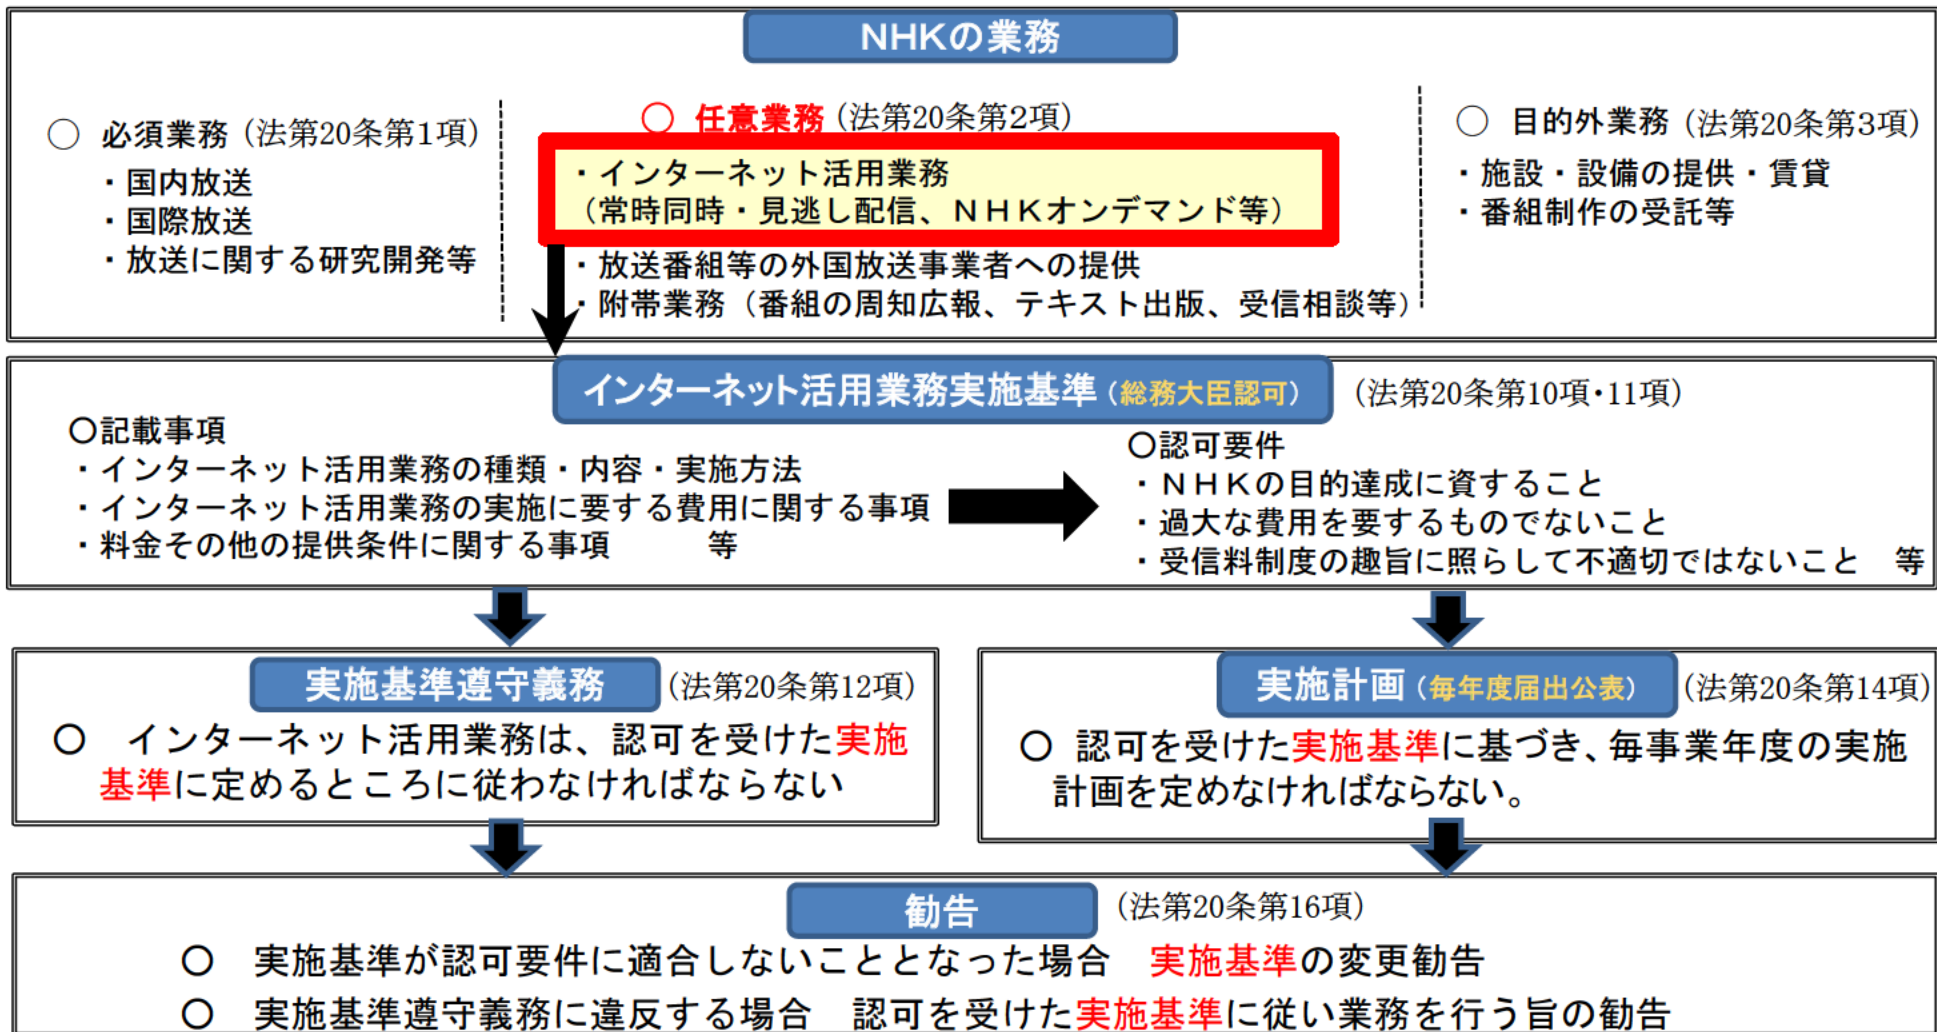 NHKの業務
○ 必須業務（法第20条第1項）
・国内放送
・国際放送
・放送に関する研究開発等
○ 任意業務（法第20条第2項）
・インターネット活用業務
（常時同時・見逃し配信、ＮＨＫオンデマンド等）
・放送番組等の外国放送事業者への提供
・附帯業務（番組の周知広報、テキスト出版、受信相談等）
○ 目的外業務（法第20条第3項）
・施設・設備の提供・賃貸
・番組制作の受託等
インターネット活用業務実施基準（総務大臣認可）（法第20条第10項・11項）
○記載事項
・インターネット活用業務の種類・内容・実施方法
・インターネット活用業務の実施に要する費用に関する事項
・料金その他の提供条件に関する事項　　　等
○認可要件
・ＮＨＫの目的達成に資すること
・過大な費用を要するものでないこと
・受信料制度の趣旨に照らして不適切ではないこと　等
実施基準遵守義務（法第20条第12項）
○　インターネット活用業務は、認可を受けた実施
基準に定めるところに従わなければならない
実施計画（毎年度届出公表）（法第20条第14項）
○ 認可を受けた実施基準に基づき、毎事業年度の実施
計画を定めなければならない。
勧告（法第20条第16項）
○　実施基準が認可要件に適合しないこととなった場合　実施基準の変更勧告
○　実施基準遵守義務に違反する場合　認可を受けた実施基準に従い業務を行う旨の勧告